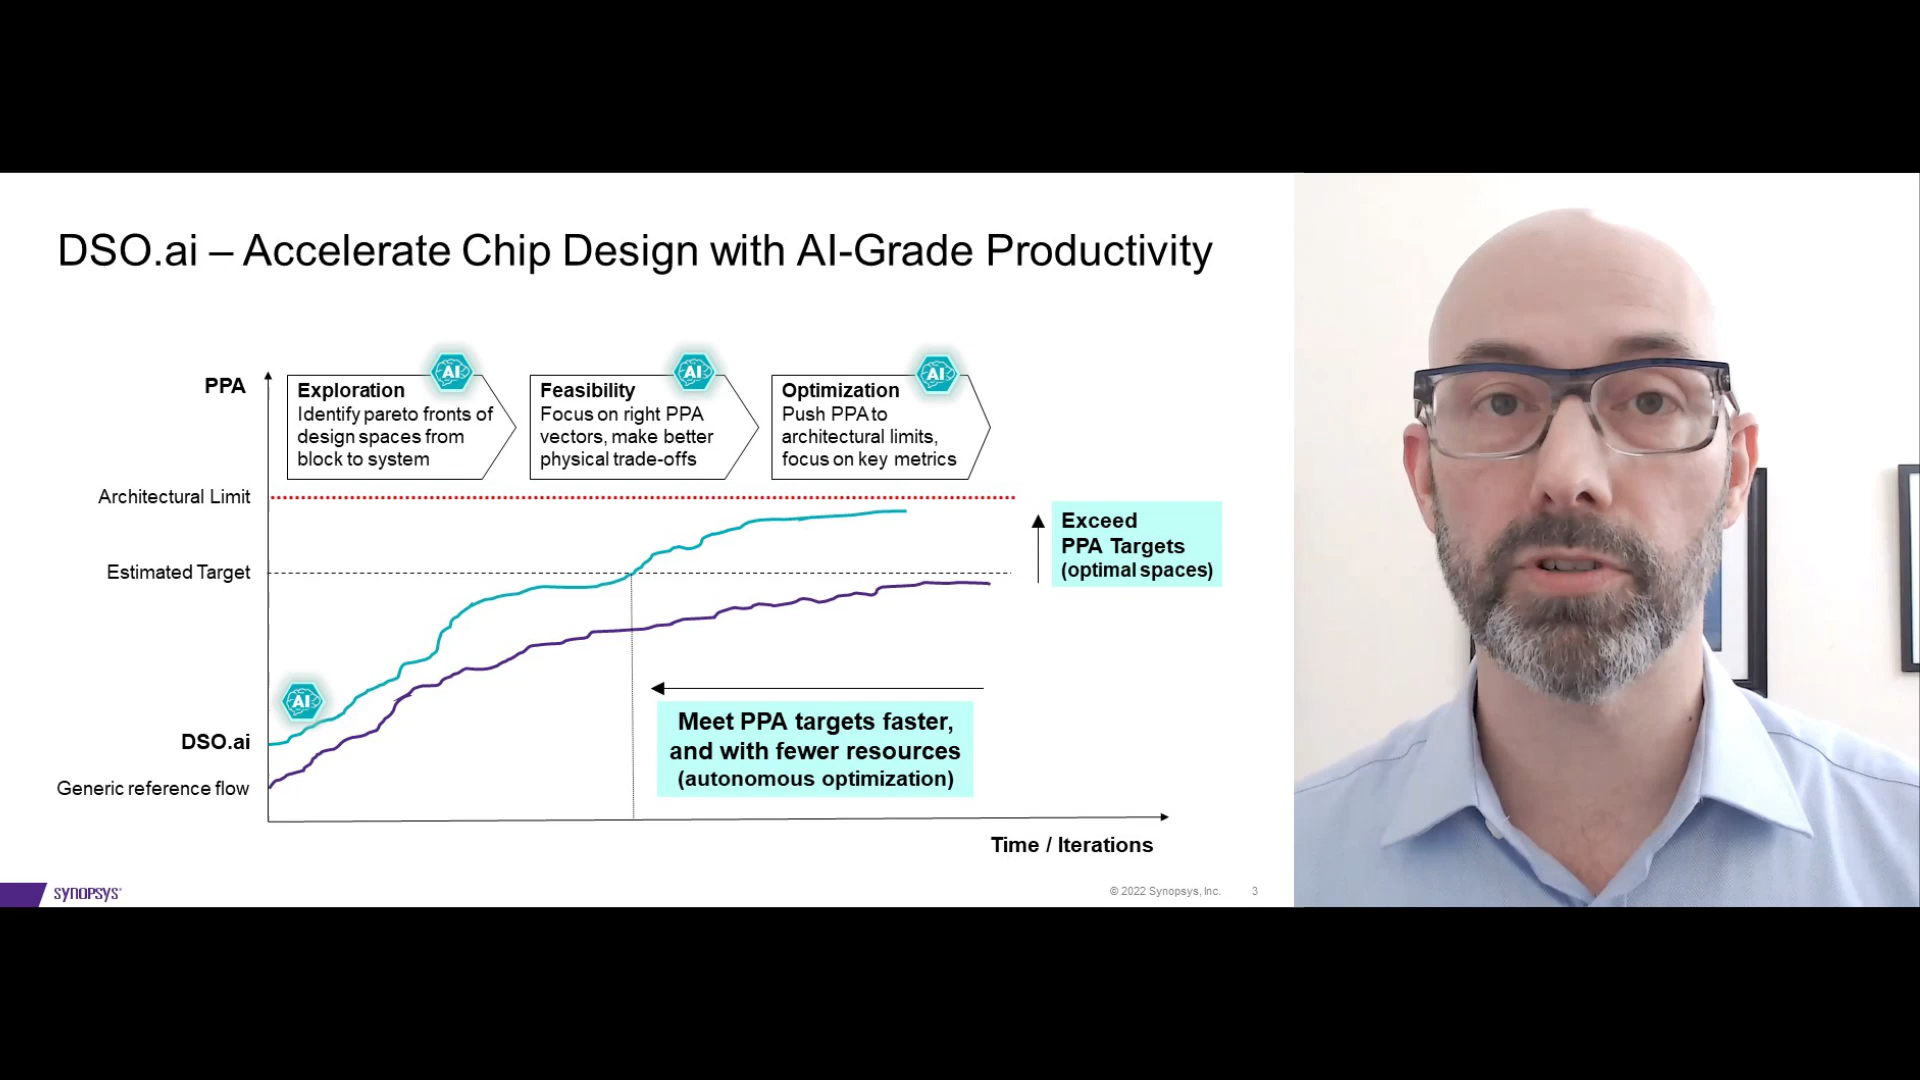 DSO.ai – Accelerate Chip Design with AI-Grade Productivity
PPA
AI
AI
AI
Exploration
Identify pareto fronts of
design spaces from
block to system
Feasibility
Focus on right PPA
vectors, make better
physical trade-offs
Optimization
Push PPA to
architectural limits,
focus on key metrics
Architectural Limit
Exceed
PPA Targets
(optimal spaces)
Estimated Target
AI
DSO.ai
Meet PPA targets faster,
and with fewer resources
(autonomous optimization)
Generic reference flow
Time / Iterations
SYNOPSYS®
© 2022 Synopsys, Inc.
3